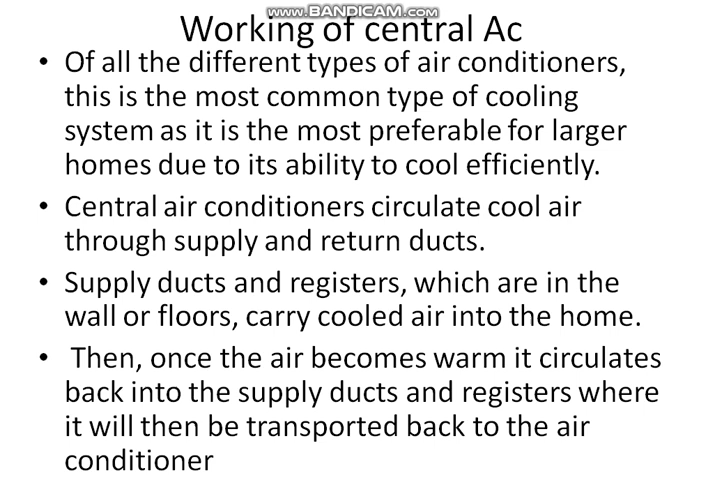 www.BANDICAM.com
Working of central Ac
• Of all the different types of air conditioners,
this is the most common type of cooling
system as it is the most preferable for larger
homes due to its ability to cool efficiently.
• Central air conditioners circulate cool air
through supply and return ducts.
• Supply ducts and registers, which are in the
wall or floors, carry cooled air into the home.
• Then, once the air becomes warm it circulates
back into the supply ducts and registers where
it will then be transported back to the air
conditioner